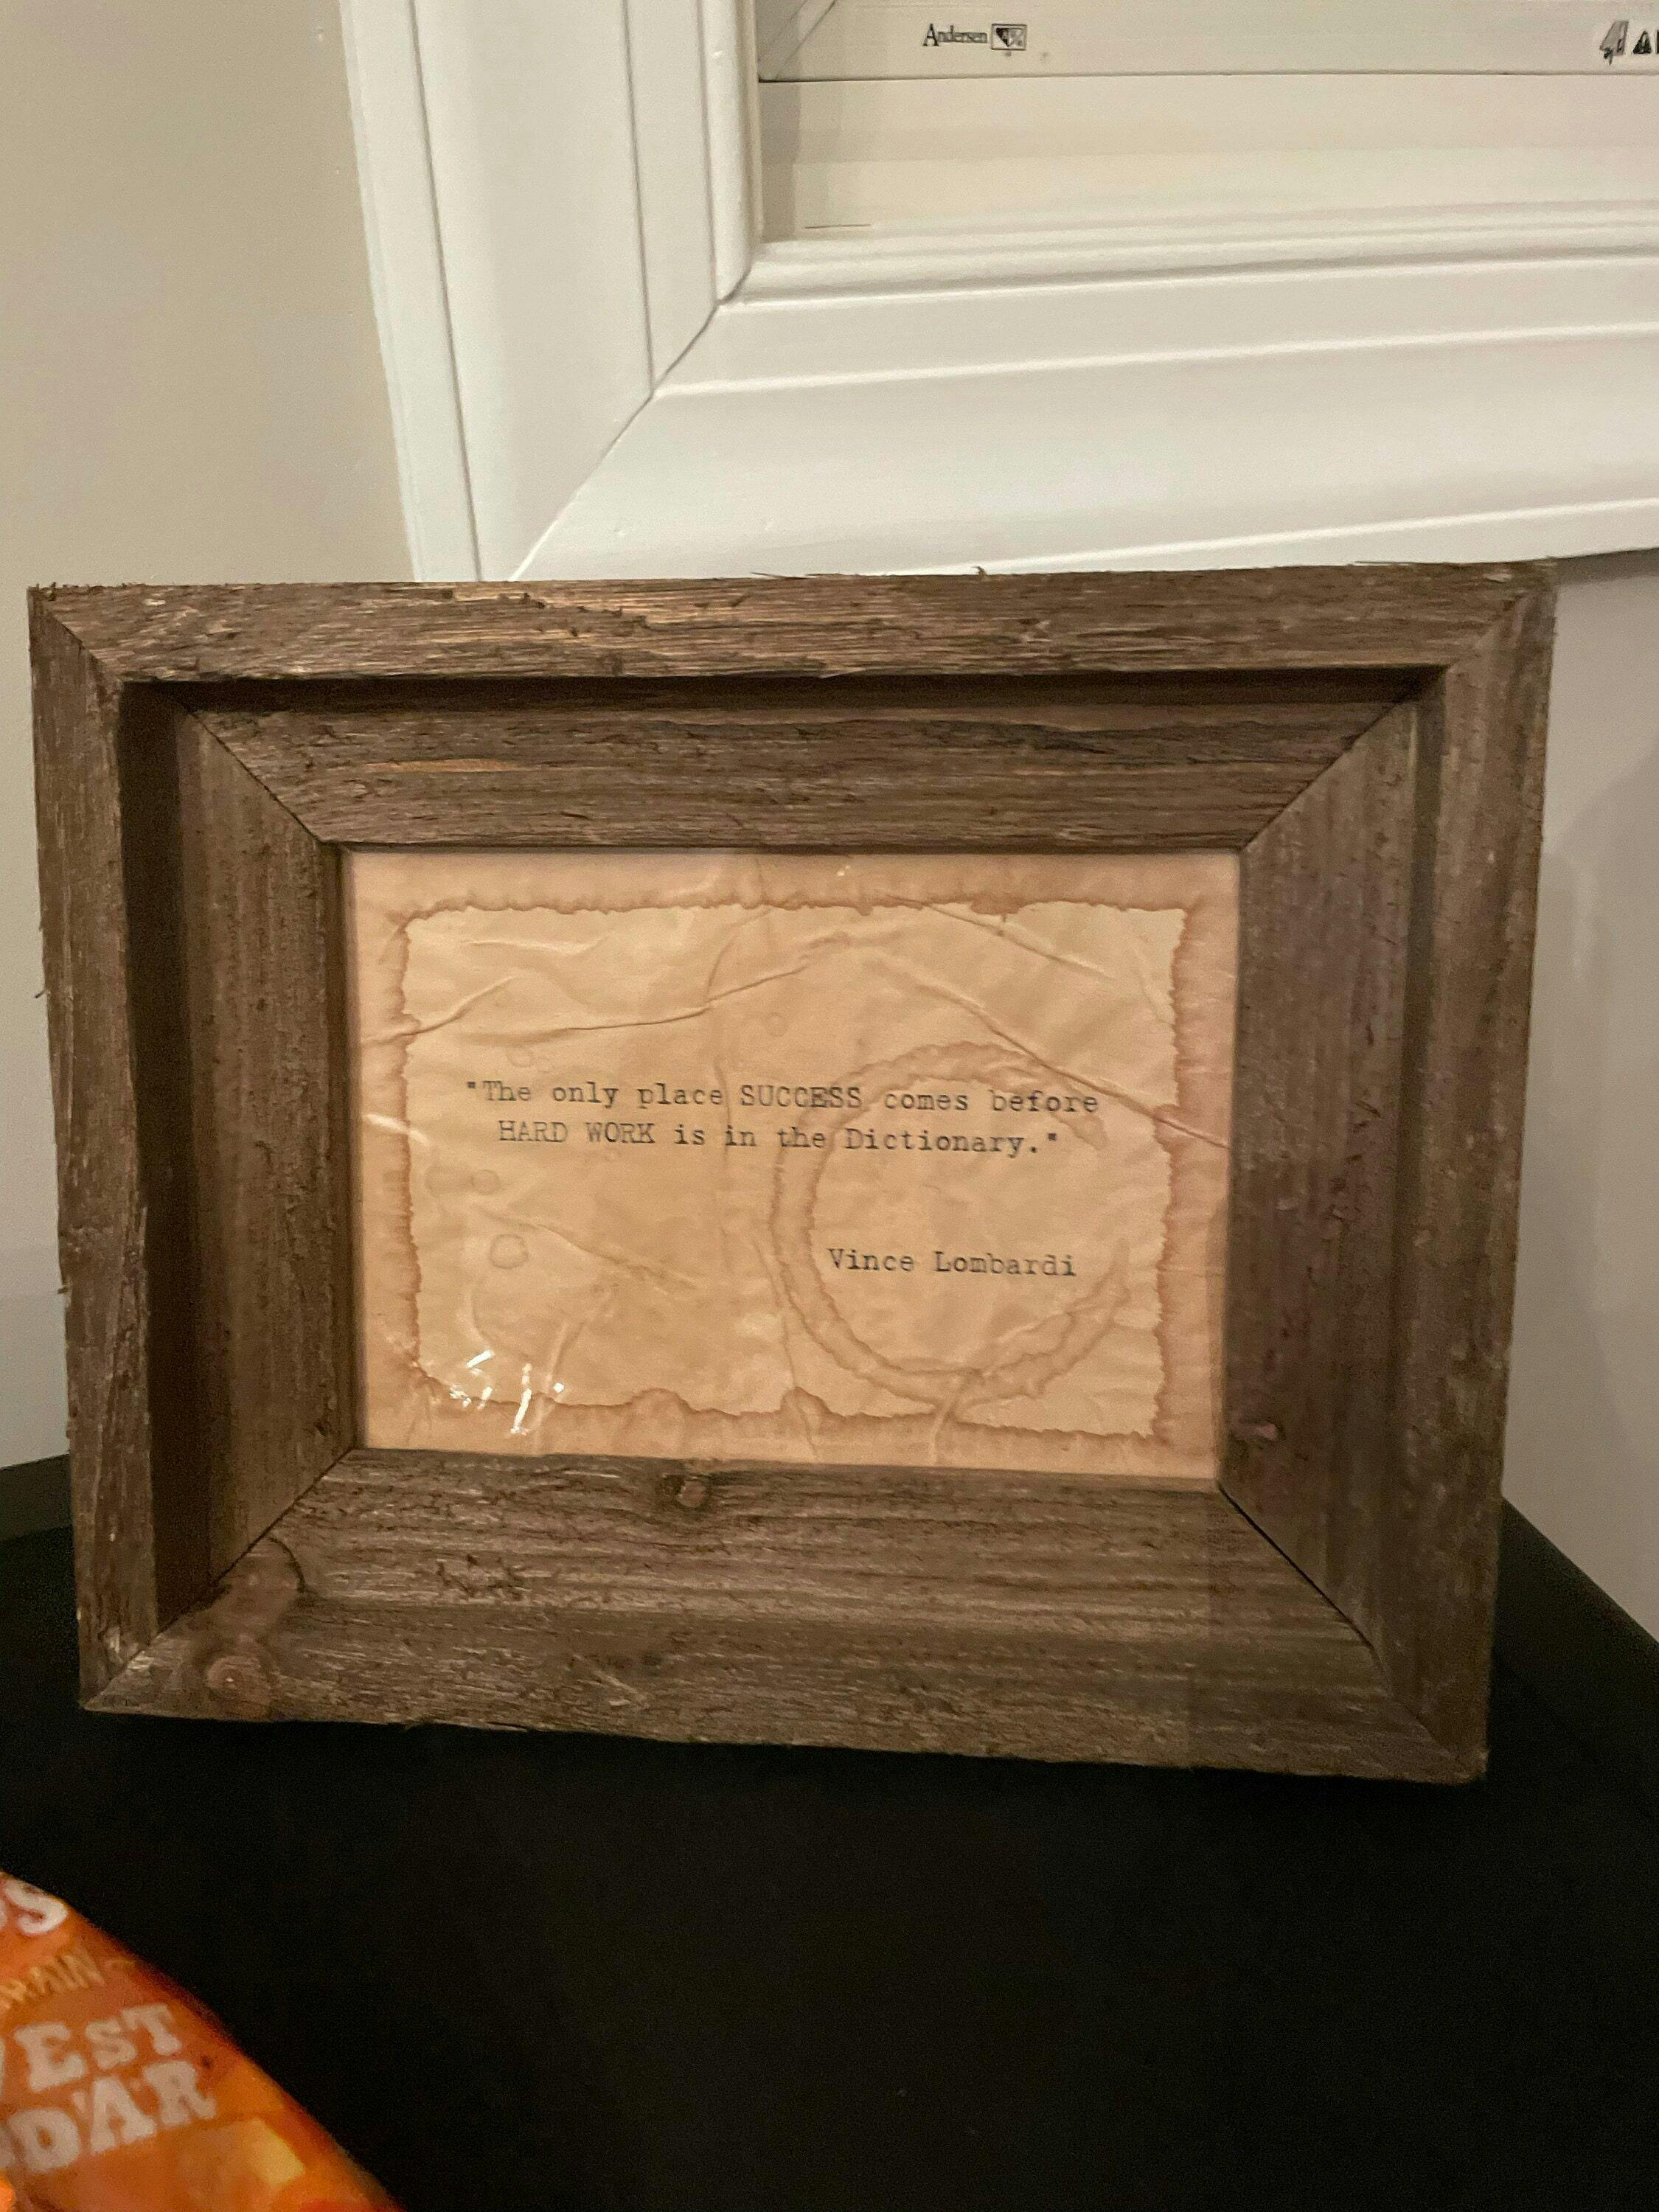 Andersen
"The only place SUCCESS comes before
HARD WORK is in the Dictionary."
Vince Lombardi